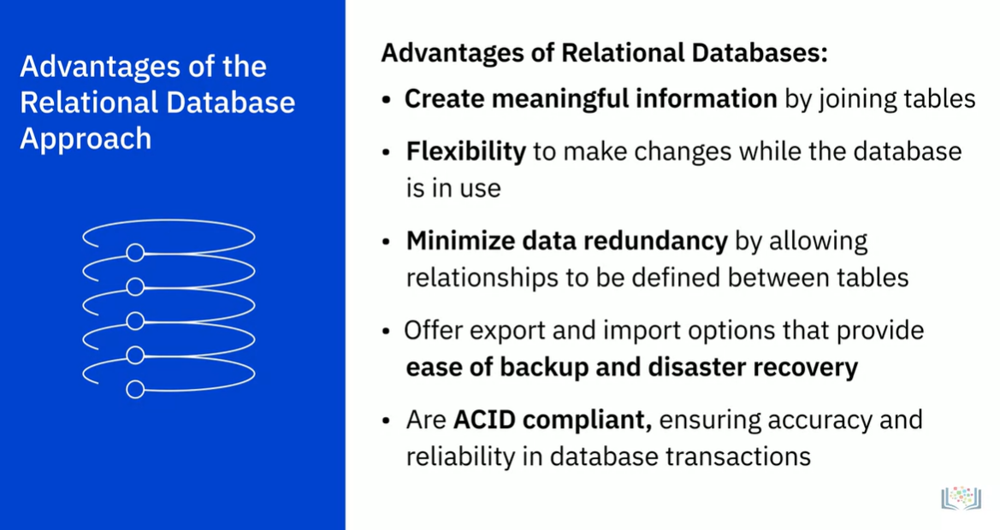 Advantages of the
Relational Database
Approach
Advantages of Relational Databases:
• Create meaningful information by joining tables
• Flexibility to make changes while the database
is in use
• Minimize data redundancy by allowing
relationships to be defined between tables
• Offer export and import options that provide
ease of backup and disaster recovery
• Are ACID compliant, ensuring accuracy and
reliability in database transactions